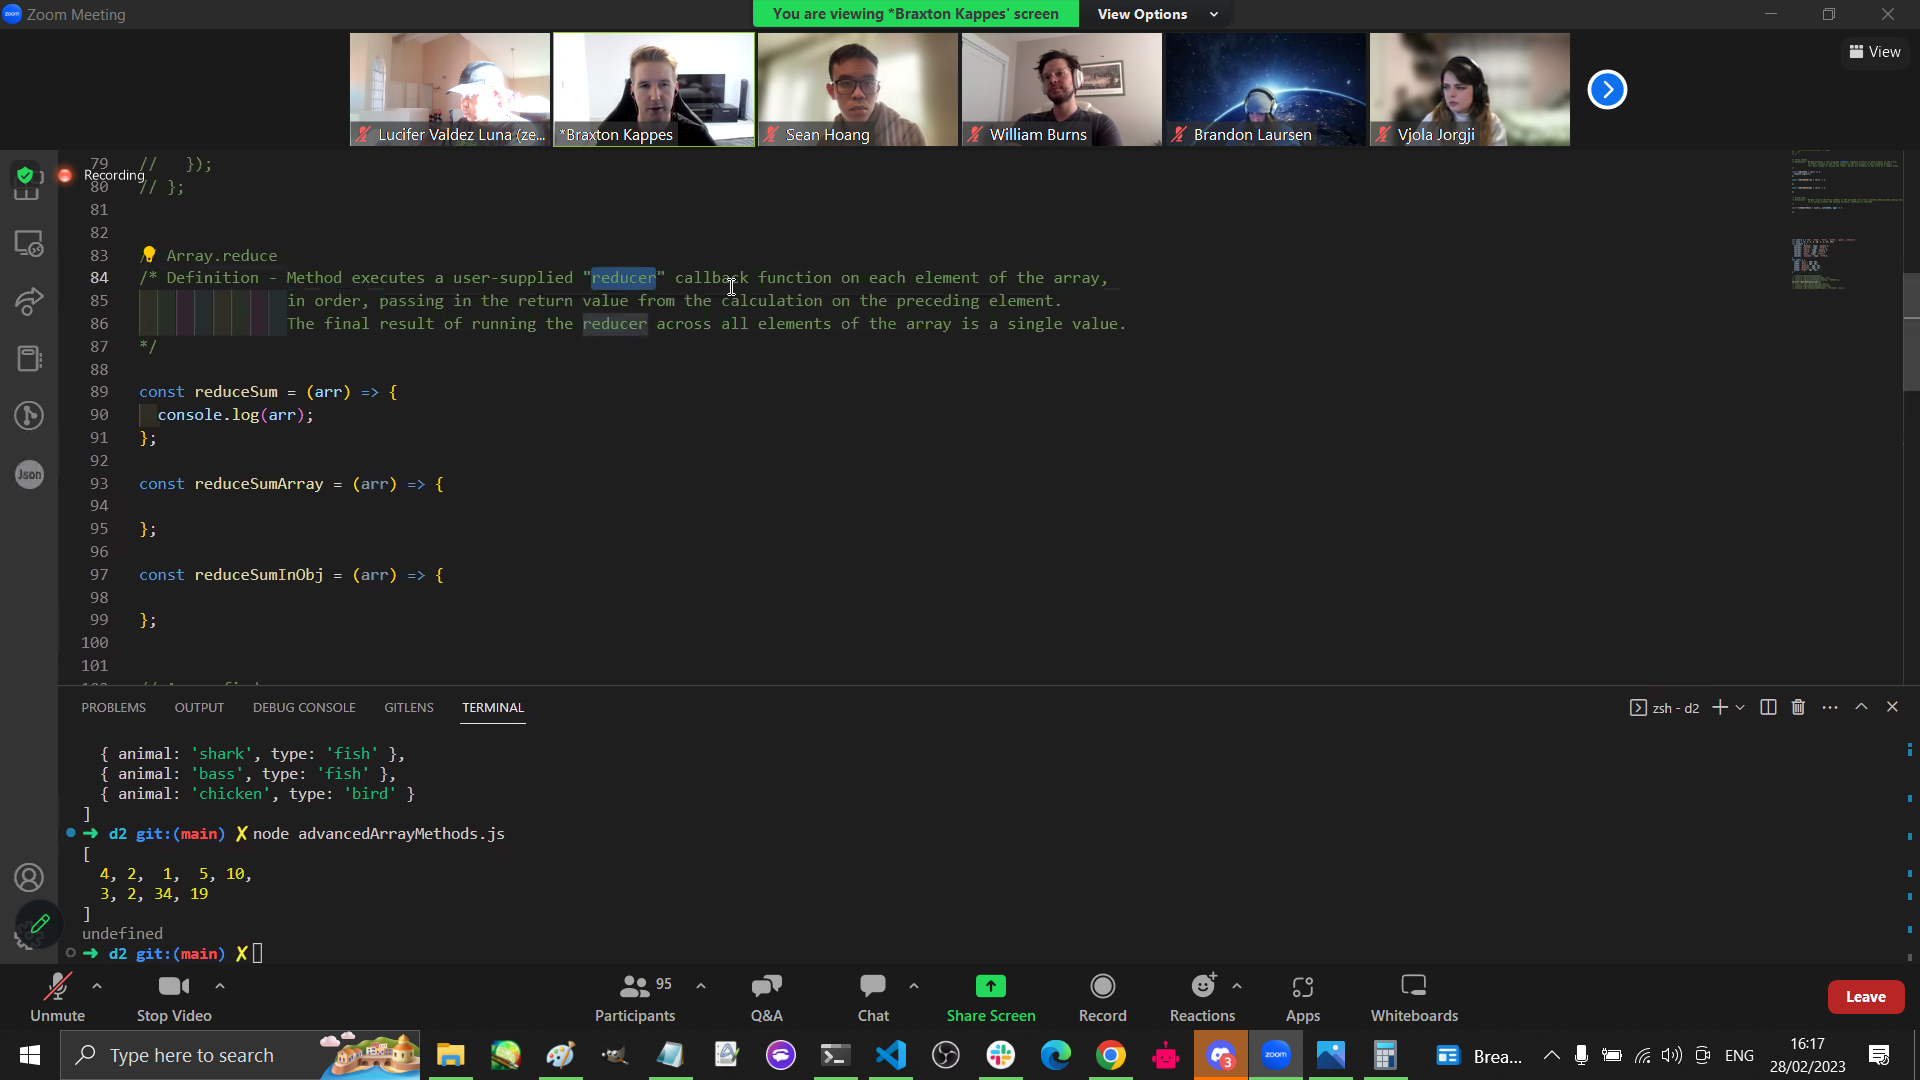 zoom Zoom Meeting
You are viewing *Braxton Kappes' screen
View Options
View
Lucifer Valdez Luna (ze...
*Braxton Kappes
Sean Hoang
William Burns
Brandon Laursen
Vjola Jorgji
Recording
79 //   });
80 // };
81
82
83 // Array.reduce
84 /* Definition - Method executes a user-supplied "reducer" callback function on each element of the array,
85 in order, passing in the return value from the calculation on the preceding element.
86 The final result of running the reducer across all elements of the array is a single value.
87 */
88
89 const reduceSum = (arr) => {
90   console.log(arr);
91 };
92
93 const reduceSumArray = (arr) => {
94
95 };
96
97 const reduceSumInObj = (arr) => {
98
99 };
100
101
Json
PROBLEMS OUTPUT DEBUG CONSOLE GITLENS TERMINAL
zsh - d2
{ animal: 'shark', type: 'fish' },
{ animal: 'bass', type: 'fish' },
{ animal: 'chicken', type: 'bird' }
]
➜ d2 git:(main) ✗ node advancedArrayMethods.js
[
4, 2,  1,  5, 10,
3, 2, 34, 19
]
undefined
➜ d2 git:(main) ✗
Unmute
Stop Video
95
Participants
Q&A
Chat
Share Screen
Record
Reactions
Apps
Whiteboards
Leave
Type here to search
3
zoom
Brea...
ENG
16:17
28/02/2023